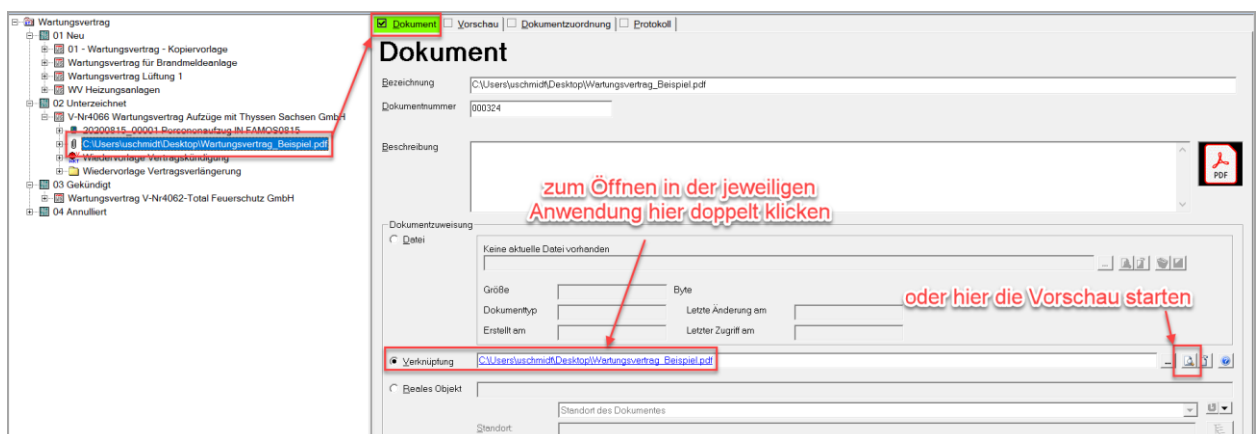 Wartungsvertrag
01 Neu
01 - Wartungsvertrag - Kopiervorlage
Wartungsvertrag für Brandmeldeanlage
Wartungsvertrag Lüftung 1
WV Heizungsanlagen
02 Unterzeichnet
V-Nr4066 Wartungsvertrag Aufzüge mit Thyssen Sachsen GmbH
20200815_00001 Personenaufzug IN FAMOS0815
C:\Users\uschmidt\Desktop\Wartungsvertrag_Beispiel.pdf
Wiedervorlage Vertragskündigung
Wiedervorlage Vertragsverlängerung
03 Gekündigt
Wartungsvertrag V-Nr4062-Total Feuerschutz GmbH
04 Annulliert
Dokument Vorschau Dokumentzuordnung Protokoll
Dokument
Bezeichnung C:\Users\uschmidt\Desktop\Wartungsvertrag_Beispiel.pdf
Dokumentnummer 000324
Beschreibung
PDF
zum Öffnen in der jeweiligen
Anwendung hier doppelt klicken
Dokumentzuweisung
Datei
Keine aktuelle Datei vorhanden
...
Größe Byte
oder hier die Vorschau starten
Dokumenttyp Letzte Änderung am
Erstellt am Letzter Zugriff am
Verknüpfung C:\Users\uschmidt\Desktop\Wartungsvertrag_Beispiel.pdf ...
Reales Objekt
Standort des Dokumentes
Standort